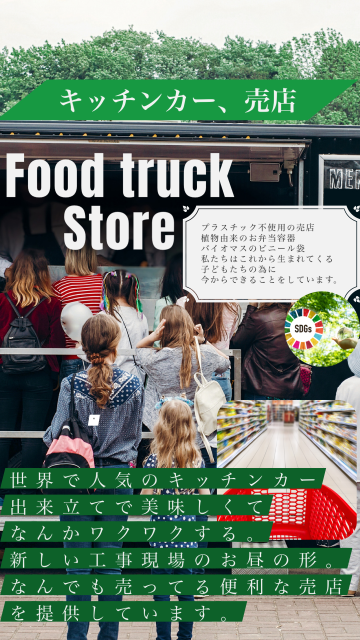 キッチンカー、売店
Food truck
Store
プラスチック不使用の売店
植物由来のお弁当容器
バイオマスのビニール袋
私たちはこれから生まれてくる
子どもたちの為に
今からできることをしています。
SDGs
世界で人気のキッチンカー
出来立てで美味しくて
なんかワクワクする。
新しい工事現場のお昼の形。
なんでも売ってる便利な売店
を提供しています。